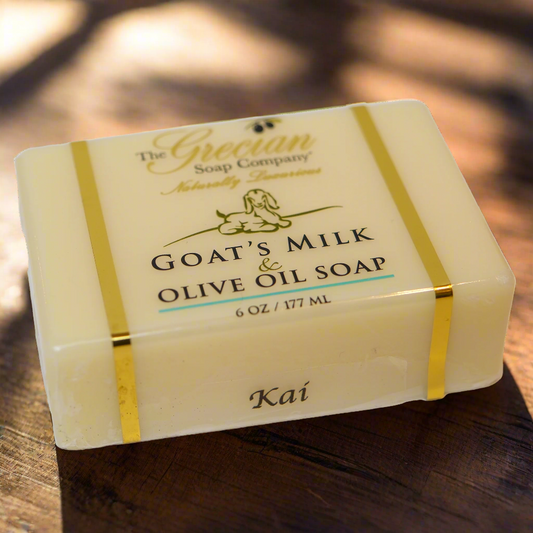 The Grecian
Soap Company
Naturally Luxurious
GOAT'S MILK
&
OLIVE OIL SOAP
6 OZ / 177 ML
Kai